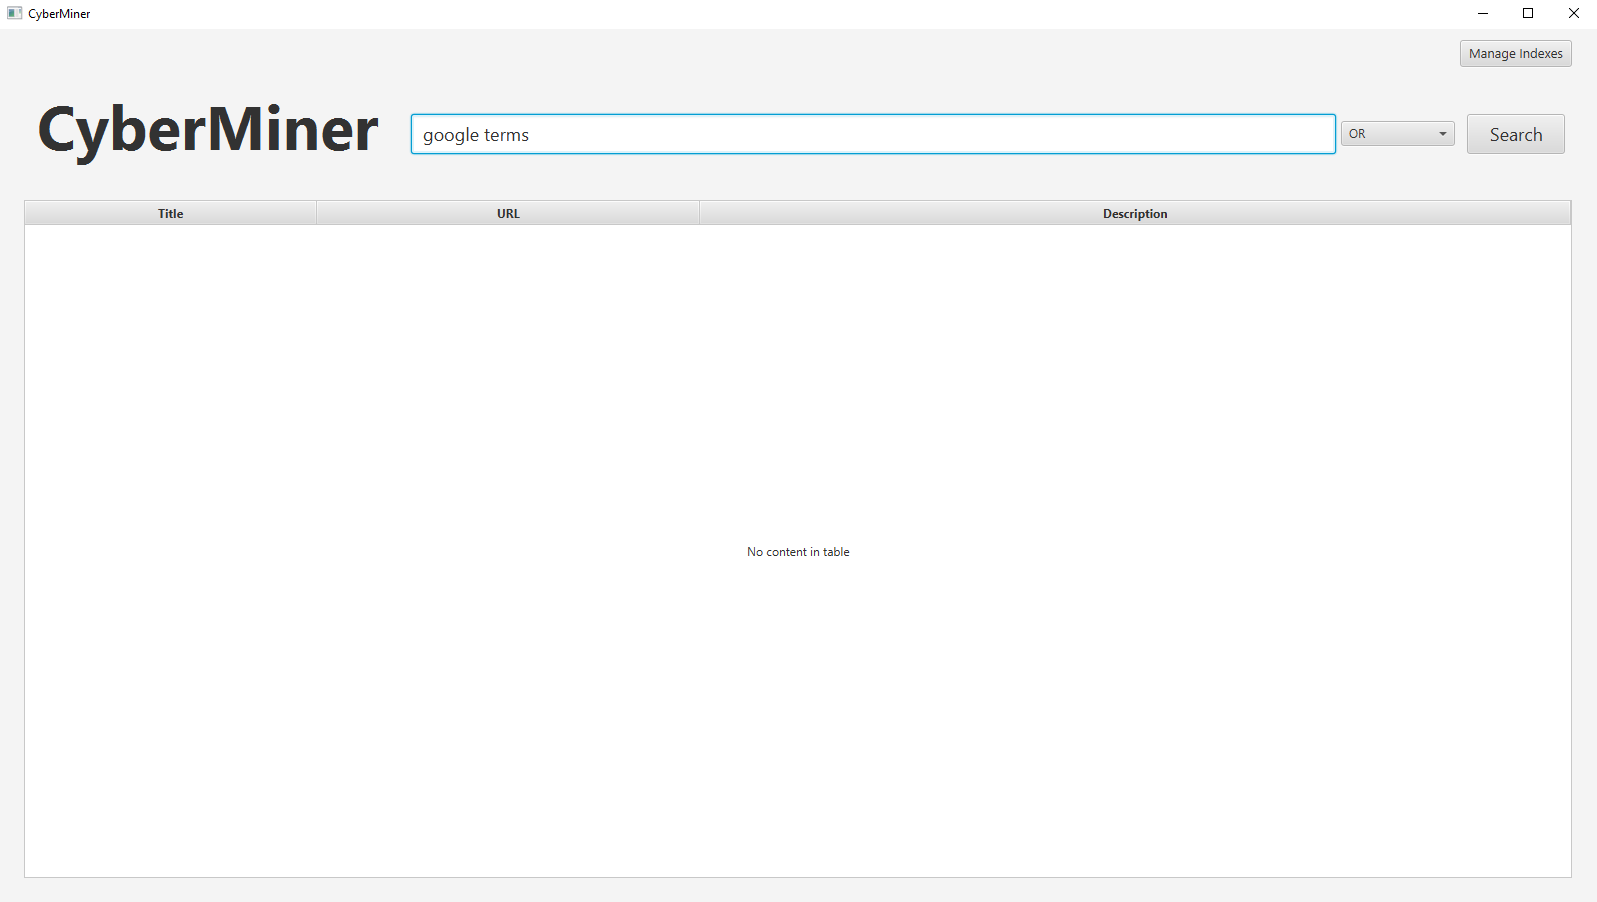 CyberMiner
Manage Indexes
CyberMiner
google terms
OR
Search
Title
URL
Description
No content in table